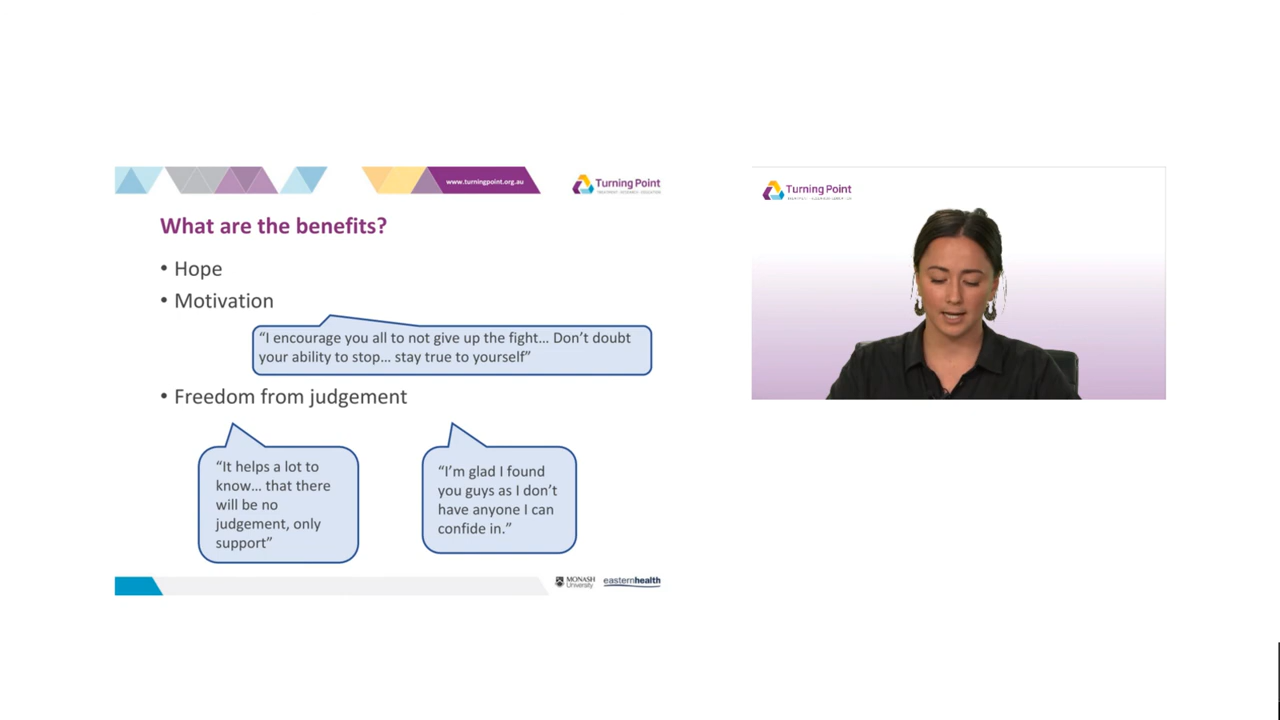 www.turningpoint.org.au
Turning Point
TREATMENT · RESEARCH · EDUCATION
What are the benefits?
• Hope
• Motivation
“I encourage you all to not give up the fight... Don’t doubt
your ability to stop... stay true to yourself”
• Freedom from judgement
“It helps a lot to
know... that there
will be no
judgement, only
support”
“I’m glad I found
you guys as I don’t
have anyone I can
confide in.”
MONASH
University
easternhealth
Turning Point